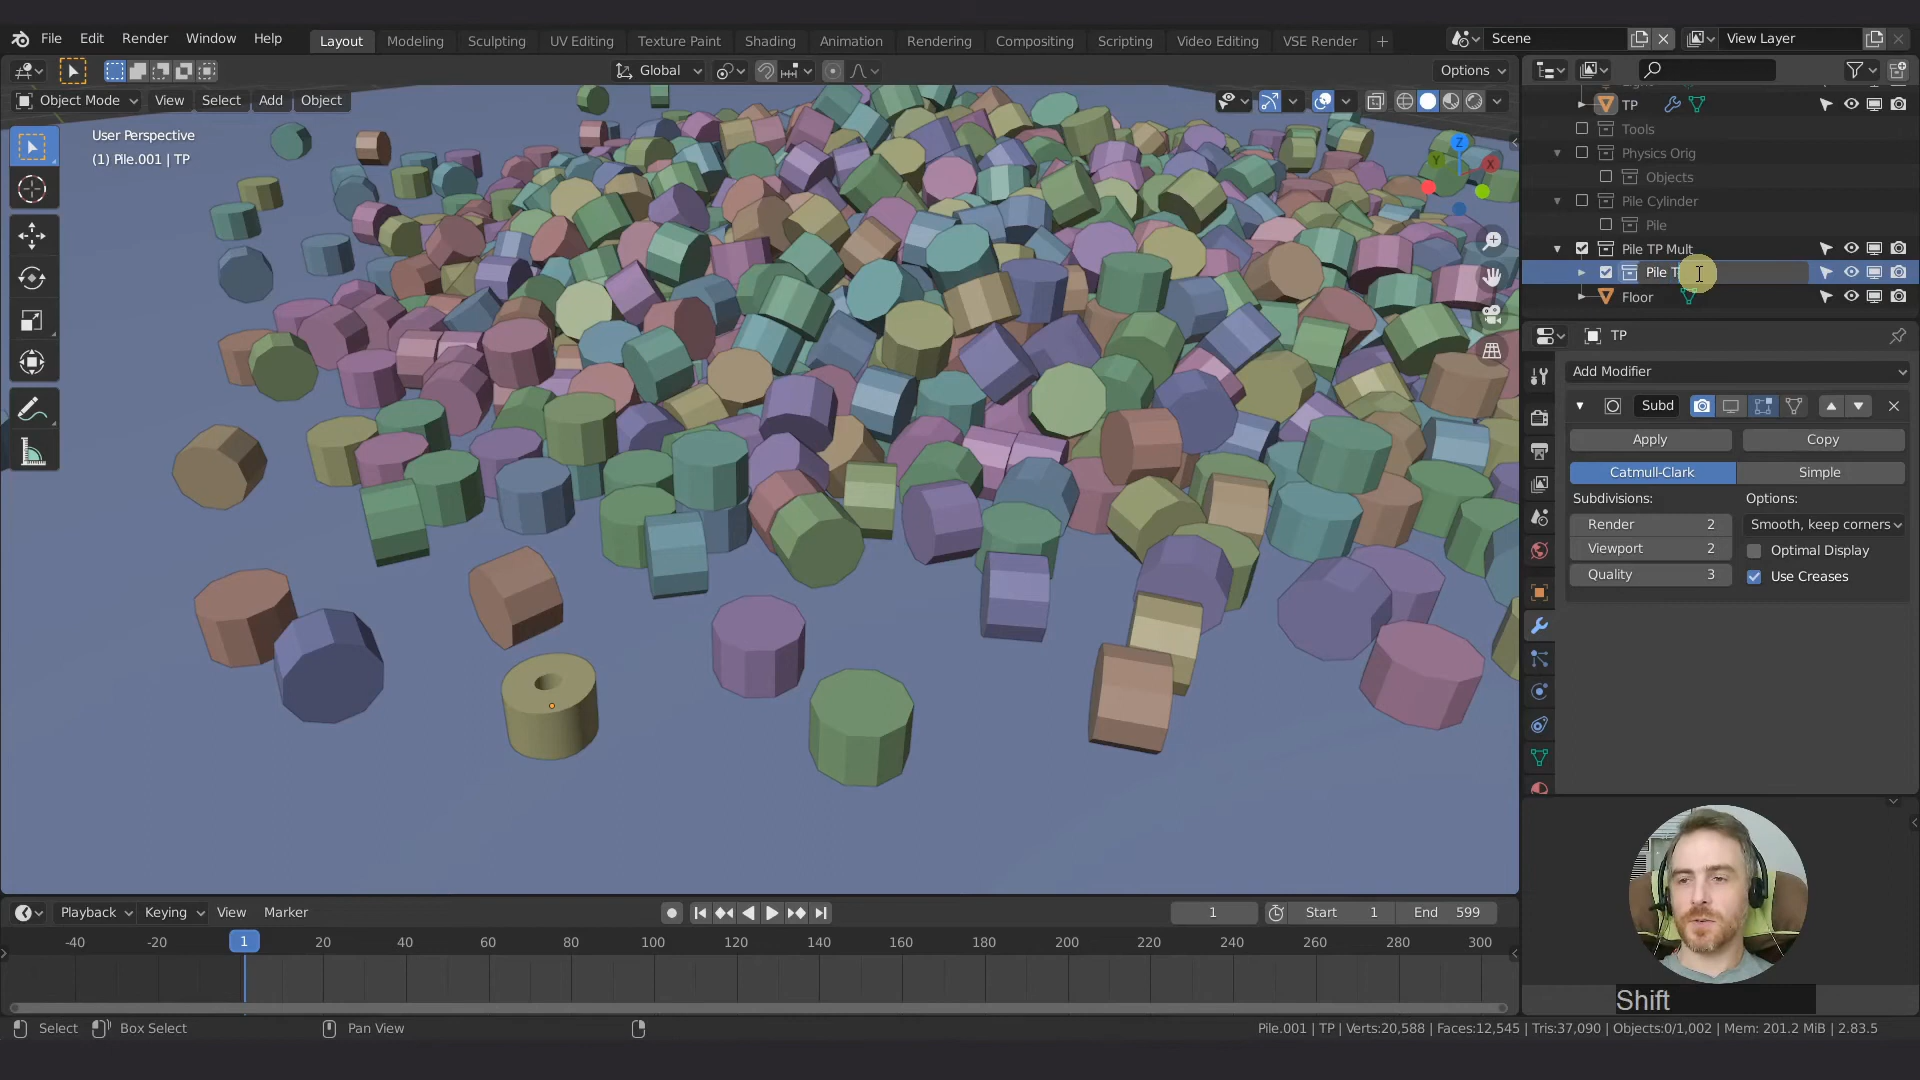 File Edit Render Window Help Layout Modeling Sculpting UV Editing Texture Paint Shading Animation Rendering Compositing Scripting Video Editing VSE Render + Scene View Layer
Global Options
Object Mode View Select Add Object
User Perspective
(1) Pile.001 | TP
Z
Y X
TP
Tools
Physics Orig
Objects
Pile Cylinder
Pile
Pile TP Mult
Pile T
Floor
TP
Add Modifier
Subd
Apply Copy
Catmull-Clark Simple
Subdivisions: Options:
Render 2 Smooth, keep corners
Viewport 2 Optimal Display
Quality 3 Use Creases
Playback Keying View Marker 1 Start 1 End 599
-40 -20 1 20 40 60 80 100 120 140 160 180 200 220 240 260 280 300
Shift
Select Box Select Pan View Pile.001 | TP | Verts:20,588 | Faces:12,545 | Tris:37,090 | Objects:0/1,002 | Mem: 201.2 MiB | 2.83.5